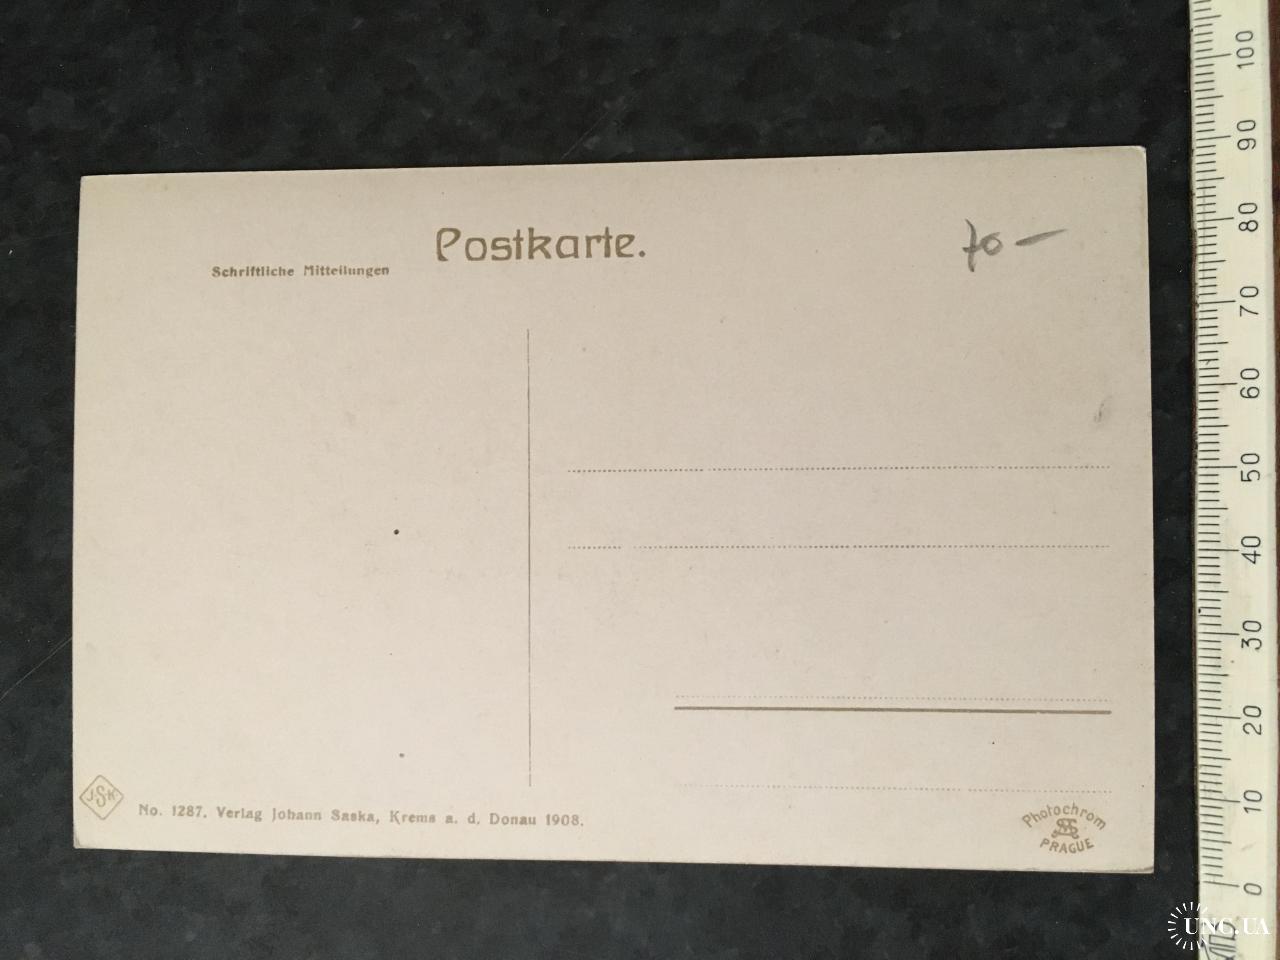 Postkarte.
Schriftliche Mitteilungen
70—
J.S.K.
No. 1287. Verlag Johann Saska, Krems a. d. Donau 1908.
Photochrom
PRAGUE
100
90
80
70
60
50
40
30
20
10
0
UNC.UA